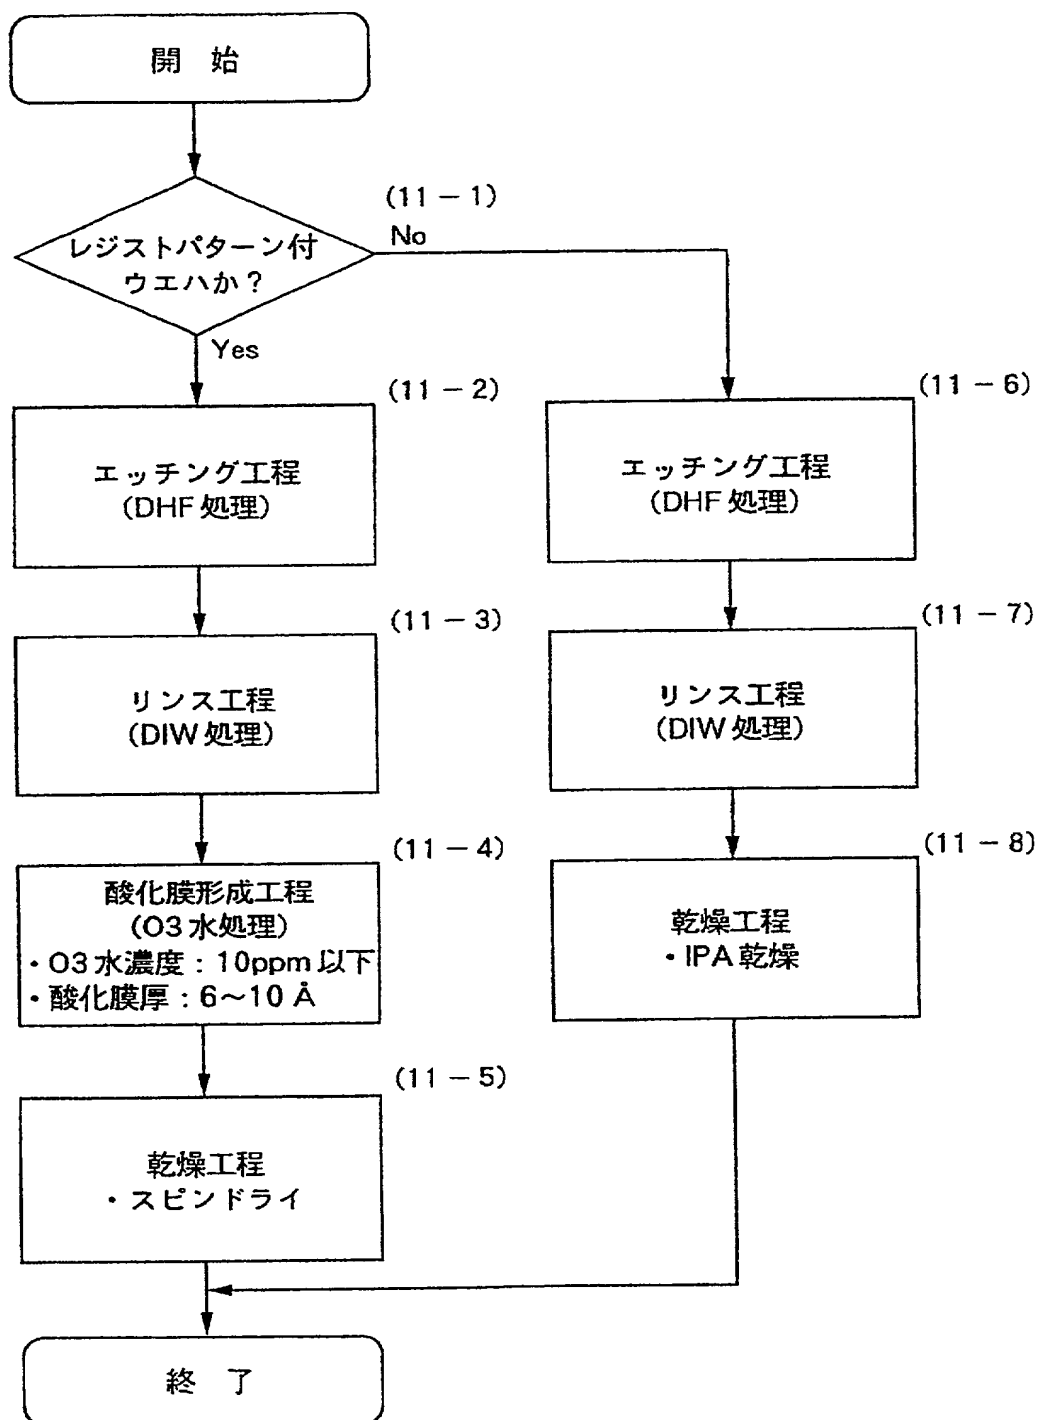 開 始
(11－1)
レジストパターン付
ウエハか？
No
Yes
(11－2)
エッチング工程
(DHF 処理)
(11－3)
リンス工程
(DIW 処理)
(11－4)
酸化膜形成工程
(O3 水処理)
・O3 水濃度：10ppm 以下
・酸化膜厚：6～10 Å
(11－5)
乾燥工程
・スピンドライ
(11－6)
エッチング工程
(DHF 処理)
(11－7)
リンス工程
(DIW 処理)
(11－8)
乾燥工程
・IPA 乾燥
終 了